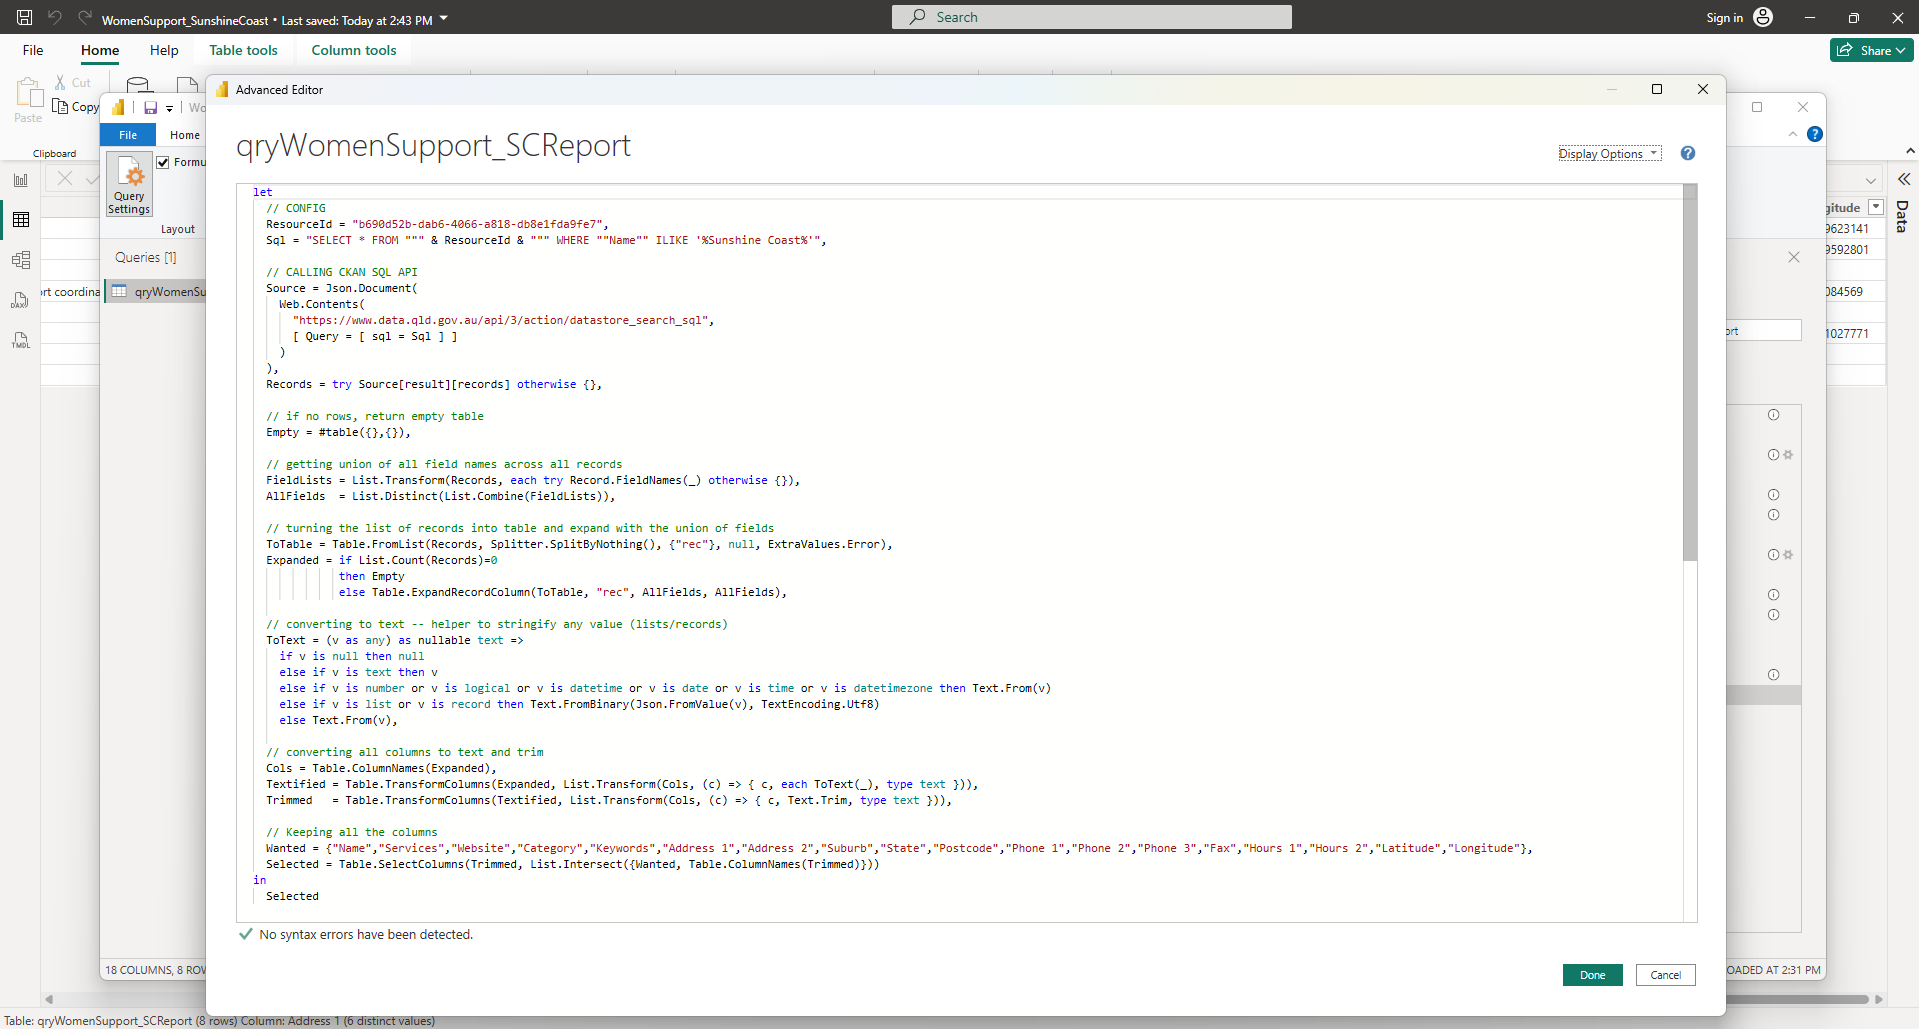 WomenSupport_SunshineCoast • Last saved: Today at 2:43 PM
Search
Sign in
File Home Help Table tools Column tools
Share
Paste
Cut
Copy
Clipboard
Advanced Editor
File
Home
Query Settings
Layout
Queries [1]
qryWomenSupport_SCReport
Display Options
let
// CONFIG
ResourceId = "b690d52b-dab6-4066-a818-db8e1fda9fe7",
Sql = "SELECT * FROM """ & ResourceId & """ WHERE ""Name"" ILIKE '%Sunshine Coast%'",
// CALLING CKAN SQL API
Source = Json.Document(
Web.Contents(
"https://www.data.qld.gov.au/api/3/action/datastore_search_sql",
[ Query = [ sql = Sql ] ]
)
),
Records = try Source[result][records] otherwise {},
// if no rows, return empty table
Empty = #table({},{}),
// getting union of all field names across all records
FieldLists = List.Transform(Records, each try Record.FieldNames(_) otherwise {}),
AllFields  = List.Distinct(List.Combine(FieldLists)),
// turning the list of records into table and expand with the union of fields
ToTable = Table.FromList(Records, Splitter.SplitByNothing(), {"rec"}, null, ExtraValues.Error),
Expanded = if List.Count(Records)=0
then Empty
else Table.ExpandRecordColumn(ToTable, "rec", AllFields, AllFields),
// converting to text -- helper to stringify any value (lists/records)
ToText = (v as any) as nullable text =>
if v is null then null
else if v is text then v
else if v is number or v is logical or v is datetime or v is date or v is time or v is datetimezone then Text.From(v)
else if v is list or v is record then Text.FromBinary(Json.FromValue(v), TextEncoding.Utf8)
else Text.From(v),
// converting all columns to text and trim
Cols = Table.ColumnNames(Expanded),
Textified = Table.TransformColumns(Expanded, List.Transform(Cols, (c) => { c, each ToText(_), type text })),
Trimmed   = Table.TransformColumns(Textified, List.Transform(Cols, (c) => { c, Text.Trim, type text })),
// Keeping all the columns
Wanted = {"Name","Services","Website","Category","Keywords","Address 1","Address 2","Suburb","State","Postcode","Phone 1","Phone 2","Phone 3","Fax","Hours 1","Hours 2","Latitude","Longitude"},
Selected = Table.SelectColumns(Trimmed, List.Intersect({Wanted, Table.ColumnNames(Trimmed)}))
in
Selected
No syntax errors have been detected.
Done
Cancel
Data
gitude
9623141
9592801
084569
1027771
rt coordina
qryWomenSu
Formu
Wo
ort
DAX
TMDL
18 COLUMNS, 8 ROW
OADED AT 2:31 PM
Table: qryWomenSupport_SCReport (8 rows) Column: Address 1 (6 distinct values)